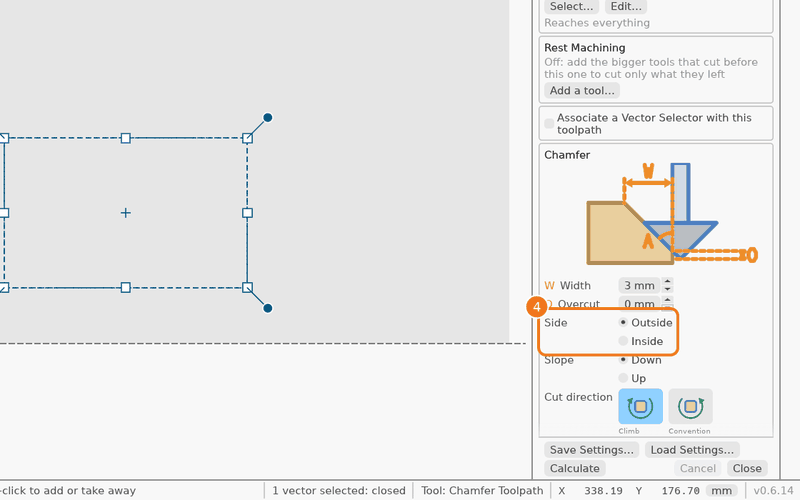 Select...
Edit...
Reaches everything
Rest Machining
Off: add the bigger tools that cut before
this one to cut only what they left
Add a tool...
Associate a Vector Selector with this
toolpath
Chamfer
W
A
O
W Width 3 mm
Overcut 0 mm
4
Side Outside
Inside
Slope Down
Up
Cut direction
Climb Convention
Save Settings... Load Settings...
Calculate Cancel Close
-click to add or take away 1 vector selected: closed Tool: Chamfer Toolpath X 338.19 Y 176.70 mm v0.6.14